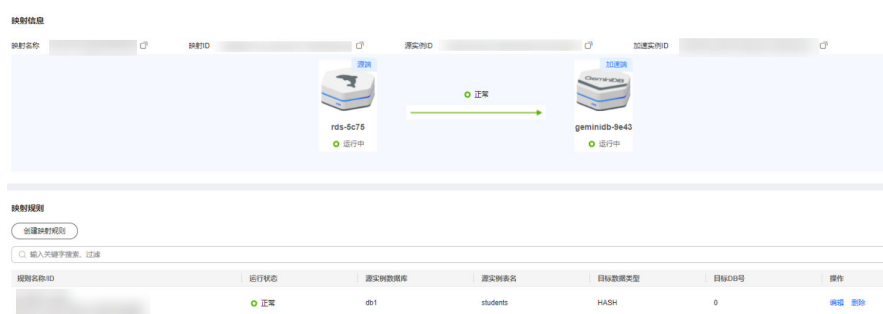 映射信息
映射名称 映射ID 源实例ID 加速实例ID
源端 加速端
GeminiDB
正常
rds-5c75 geminidb-9e43
运行中 运行中
映射规则
创建映射规则
输入关键字搜索、过滤
规则名称/ID 运行状态 源实例数据库 源实例表名 目标数据类型 目标DB号 操作
正常 db1 students HASH 0 编辑 删除